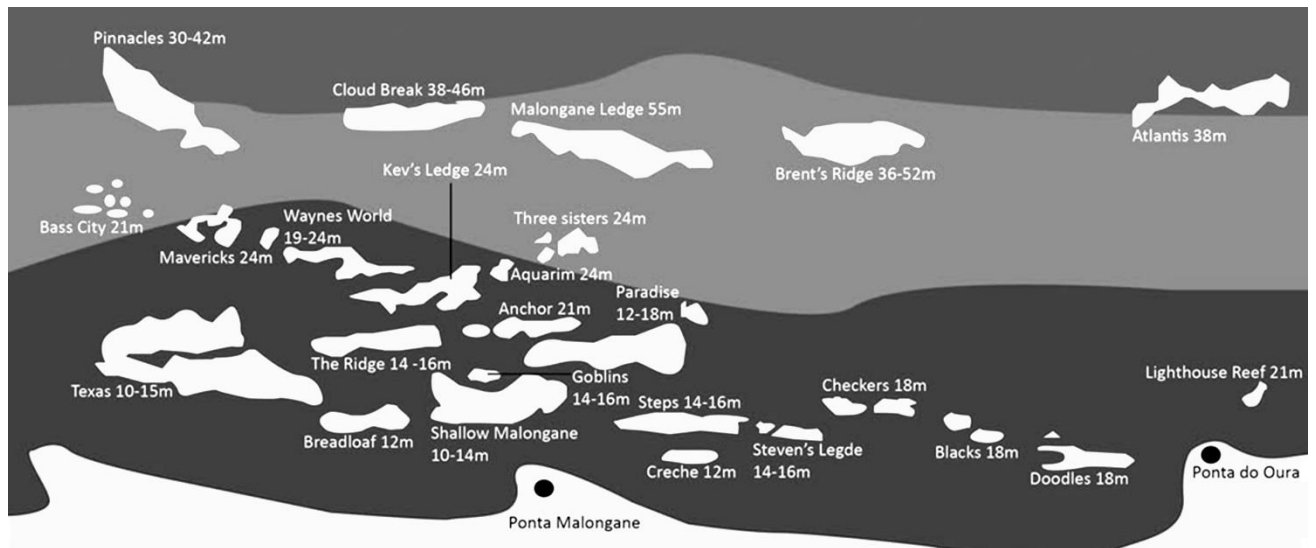 Pinnacles 30-42m
Cloud Break 38-46m
Malongane Ledge 55m
Atlantis 38m
Kev's Ledge 24m
Brent's Ridge 36-52m
Bass City 21m
Waynes World
19-24m
Three sisters 24m
Mavericks 24m
Aquarim 24m
Paradise
12-18m
Anchor 21m
The Ridge 14 -16m
Texas 10-15m
Goblins
14-16m
Checkers 18m
Lighthouse Reef 21m
Steps 14-16m
Breadloaf 12m
Shallow Malongane
10-14m
Steven's Legde
14-16m
Blacks 18m
Creche 12m
Doodles 18m
Ponta do Oura
Ponta Malongane